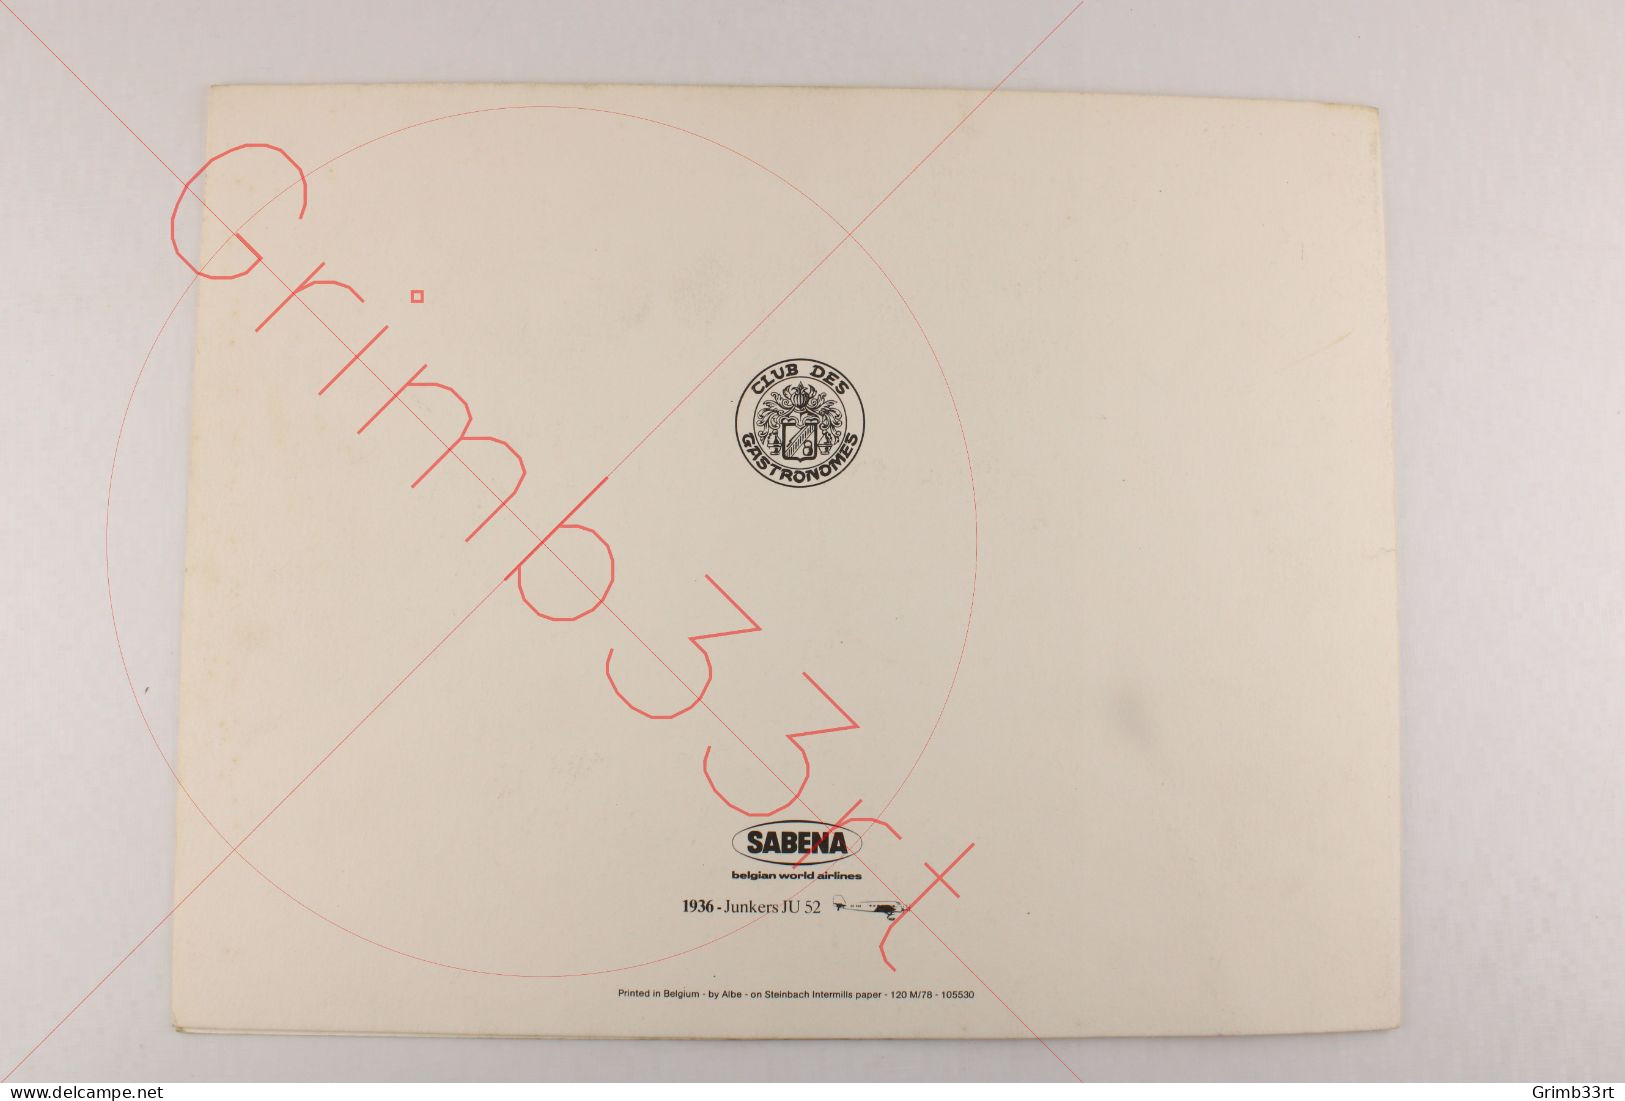 CLUB DES
GASTRONOMES
SABENA
belgian world airlines
1936 - Junkers JU 52
Printed in Belgium - by Albe - on Steinbach Intermills paper - 120 M/78 - 105530
Grimb33rt
www.delcampe.net
Grimb33rt